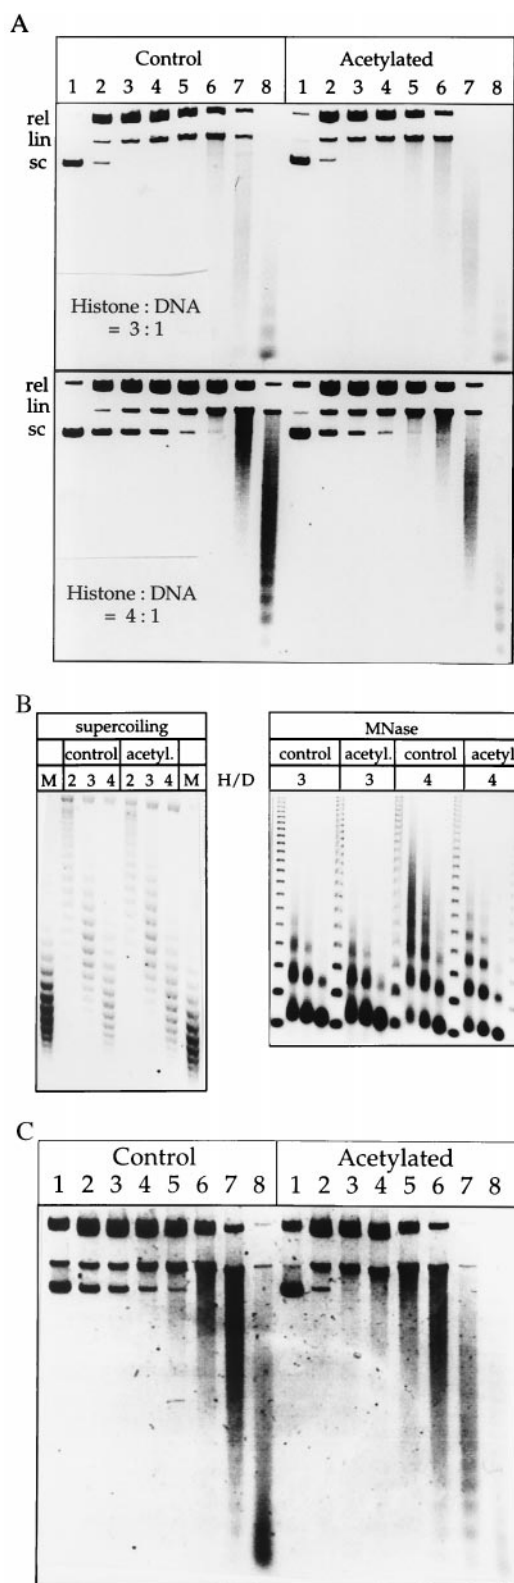 A
Control Acetylated
1 2 3 4 5 6 7 8 1 2 3 4 5 6 7 8
rel
lin
sc
Histone : DNA
= 3 : 1
rel
lin
sc
Histone : DNA
= 4 : 1
B
supercoiling
control acetyl.
M 2 3 4 2 3 4 M
H/D
MNase
control acetyl. control acetyl
3 3 4 4
C
Control Acetylated
1 2 3 4 5 6 7 8 1 2 3 4 5 6 7 8